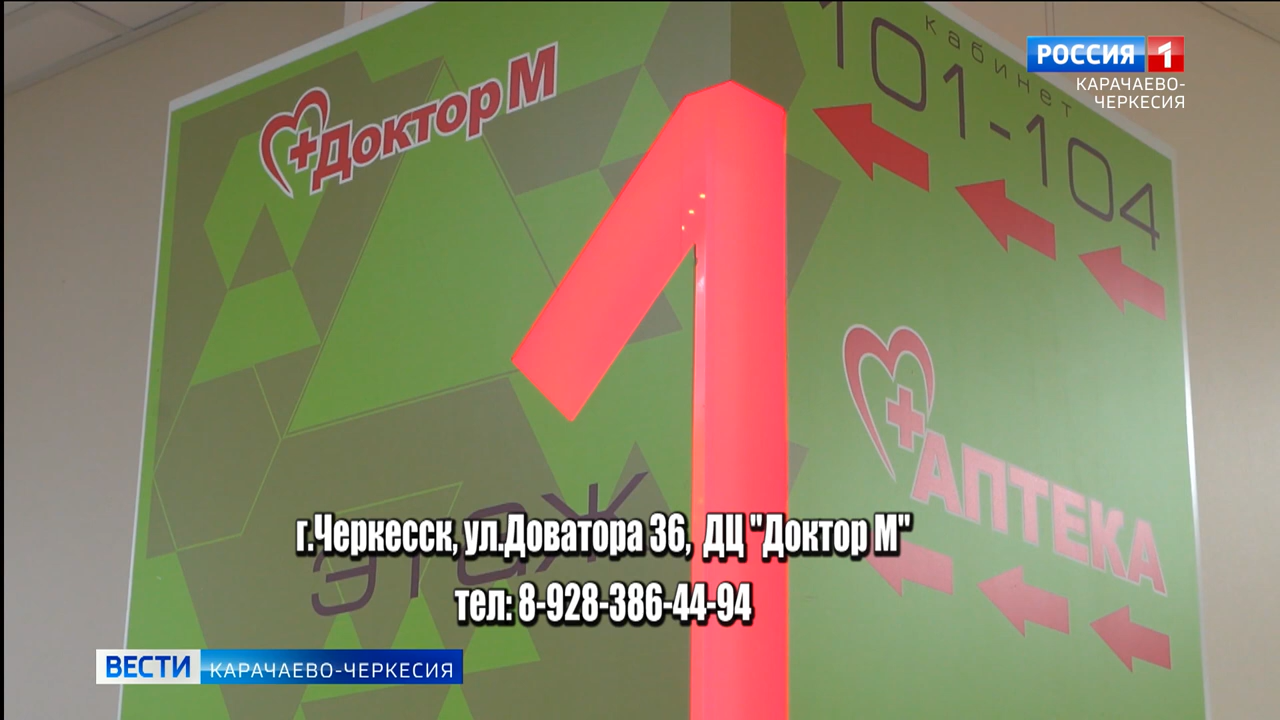 РОССИЯ 1
КАРАЧАЕВО-
ЧЕРКЕСИЯ
Доктор М
кабинет
101-104
1
этаж
АПТЕКА
г.Черкесск, ул.Доватора 36, ДЦ "Доктор М"
тел: 8-928-386-44-94
ВЕСТИ КАРАЧАЕВО-ЧЕРКЕСИЯ